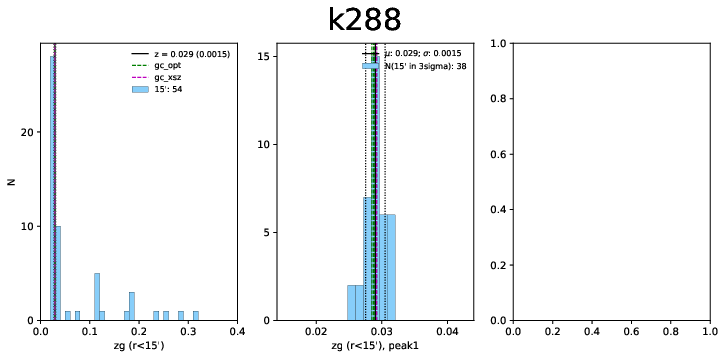 k288
N
20
10
0
0.0 0.1 0.2 0.3 0.4
zg (r<15')
z = 0.029 (0.0015)
gc_opt
gc_xsz
15': 54
15
10
5
0
0.02 0.03 0.04
zg (r<15'), peak1
μ: 0.029; σ: 0.0015
N(15' in 3sigma): 38
1.0
0.8
0.6
0.4
0.2
0.0
0.0 0.2 0.4 0.6 0.8 1.0